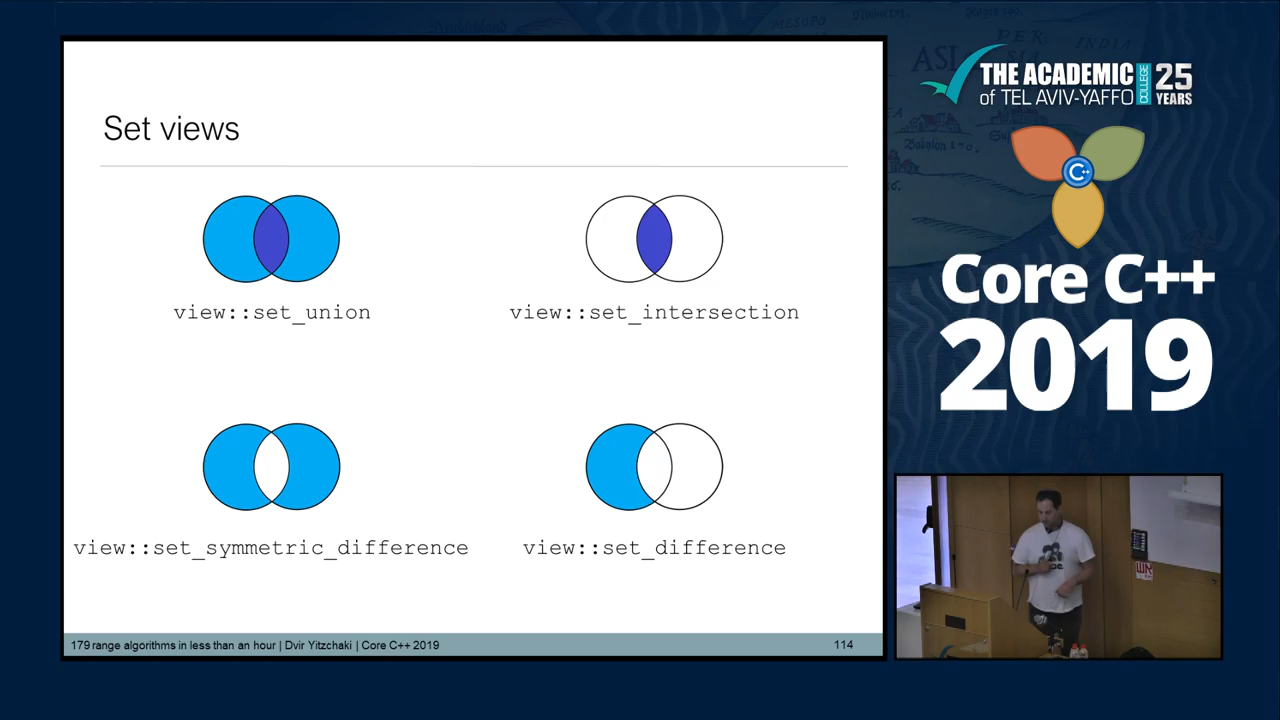 Set views
view::set_union
view::set_intersection
view::set_symmetric_difference
view::set_difference
179 range algorithms in less than an hour | Dvir Yitzchaki | Core C++ 2019
114
THE ACADEMIC
of TEL AVIV-YAFFO
COLLEGE
25
YEARS
C++
Core C++
2019